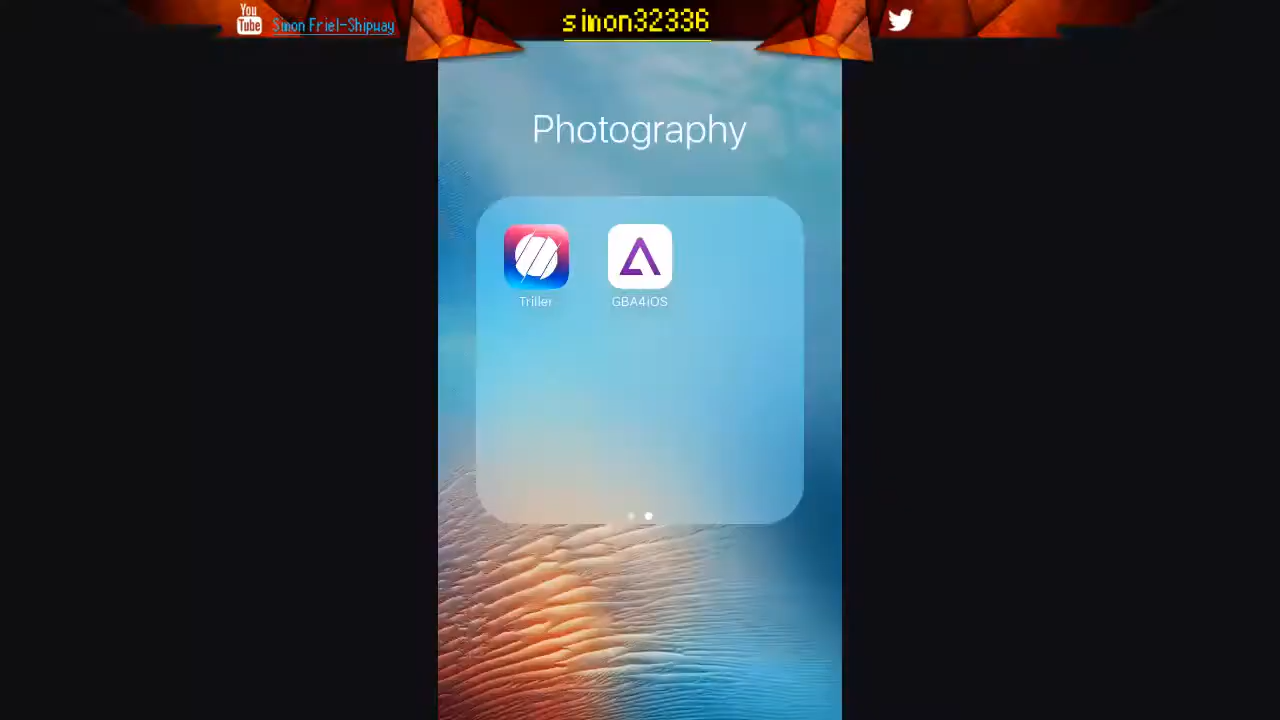 You
Tube
Simon Friel-Shipway
simon32336
Photography
Triller
GBA4iOS